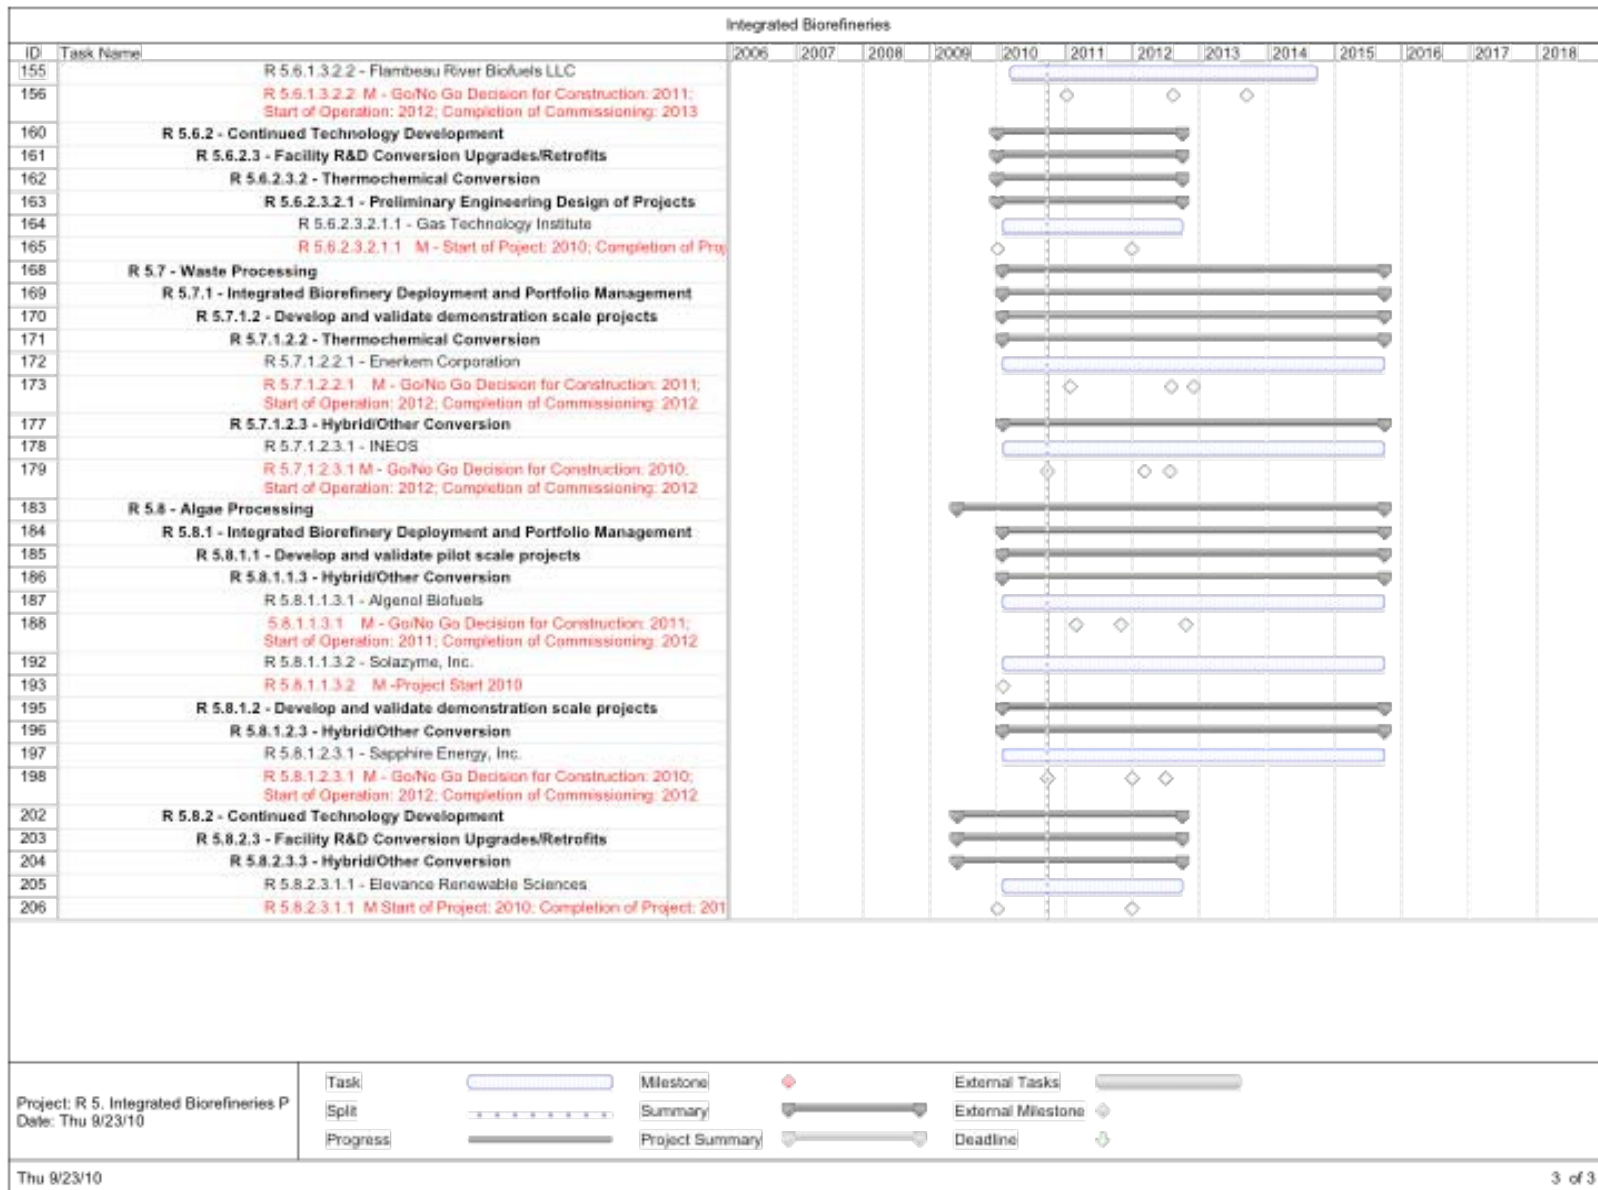 Integrated Biorefineries
ID Task Name 2006 2007 2008 2009 2010 2011 2012 2013 2014 2015 2016 2017 2018
155 R 5.6.1.3.2.2 - Flambeau River Biofuels LLC
156 R 5.6.1.3.2.2 M - Go/No Go Decision for Construction: 2011;
Start of Operation: 2012; Completion of Commissioning: 2013
160 R 5.6.2 - Continued Technology Development
161 R 5.6.2.3 - Facility R&D Conversion Upgrades/Retrofits
162 R 5.6.2.3.2 - Thermochemical Conversion
163 R 5.6.2.3.2.1 - Preliminary Engineering Design of Projects
164 R 5.6.2.3.2.1.1 - Gas Technology Institute
165 R 5.6.2.3.2.1.1 M - Start of Poject: 2010; Completion of Proj
168 R 5.7 - Waste Processing
169 R 5.7.1 - Integrated Biorefinery Deployment and Portfolio Management
170 R 5.7.1.2 - Develop and validate demonstration scale projects
171 R 5.7.1.2.2 - Thermochemical Conversion
172 R 5.7.1.2.2.1 - Enerkem Corporation
173 R 5.7.1.2.2.1 M - Go/No Go Decision for Construction: 2011;
Start of Operation: 2012; Completion of Commissioning: 2012
177 R 5.7.1.2.3 - Hybrid/Other Conversion
178 R 5.7.1.2.3.1 - INEOS
179 R 5.7.1.2.3.1 M - Go/No Go Decision for Construction: 2010;
Start of Operation: 2012; Completion of Commissioning: 2012
183 R 5.8 - Algae Processing
184 R 5.8.1 - Integrated Biorefinery Deployment and Portfolio Management
185 R 5.8.1.1 - Develop and validate pilot scale projects
186 R 5.8.1.1.3 - Hybrid/Other Conversion
187 R 5.8.1.1.3.1 - Algenol Biofuels
188 5.8.1.1.3.1 M - Go/No Go Decision for Construction: 2011;
Start of Operation: 2011; Completion of Commissioning: 2012
192 R 5.8.1.1.3.2 - Solazyme, Inc.
193 R 5.8.1.1.3.2 M -Project Start 2010
195 R 5.8.1.2 - Develop and validate demonstration scale projects
196 R 5.8.1.2.3 - Hybrid/Other Conversion
197 R 5.8.1.2.3.1 - Sapphire Energy, Inc.
198 R 5.8.1.2.3.1 M - Go/No Go Decision for Construction: 2010;
Start of Operation: 2012; Completion of Commissioning: 2012
202 R 5.8.2 - Continued Technology Development
203 R 5.8.2.3 - Facility R&D Conversion Upgrades/Retrofits
204 R 5.8.2.3.3 - Hybrid/Other Conversion
205 R 5.8.2.3.1.1 - Elevance Renewable Sciences
206 R 5.8.2.3.1.1 M Start of Project: 2010; Completion of Project: 201
Project: R 5. Integrated Biorefineries P
Date: Thu 9/23/10
Task Milestone External Tasks
Split Summary External Milestone
Progress Project Summary Deadline
Thu 9/23/10 3 of 3